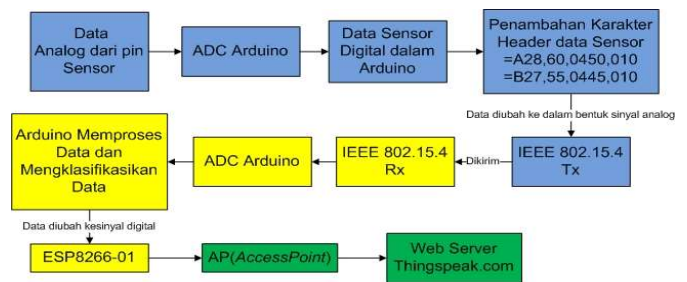 Data
Analog dari pin
Sensor
ADC Arduino
Data Sensor
Digital dalam
Arduino
Penambahan Karakter
Header data Sensor
=A28,60,0450,010
=B27,55,0445,010
Data diubah ke dalam bentuk sinyal analog
IEEE 802.15.4
Tx
Dikirim
IEEE 802.15.4
Rx
ADC Arduino
Arduino Memproses
Data dan
Mengklasifikasikan
Data
Data diubah kesinyal digital
ESP8266-01
AP(AccessPoint)
Web Server
Thingspeak.com